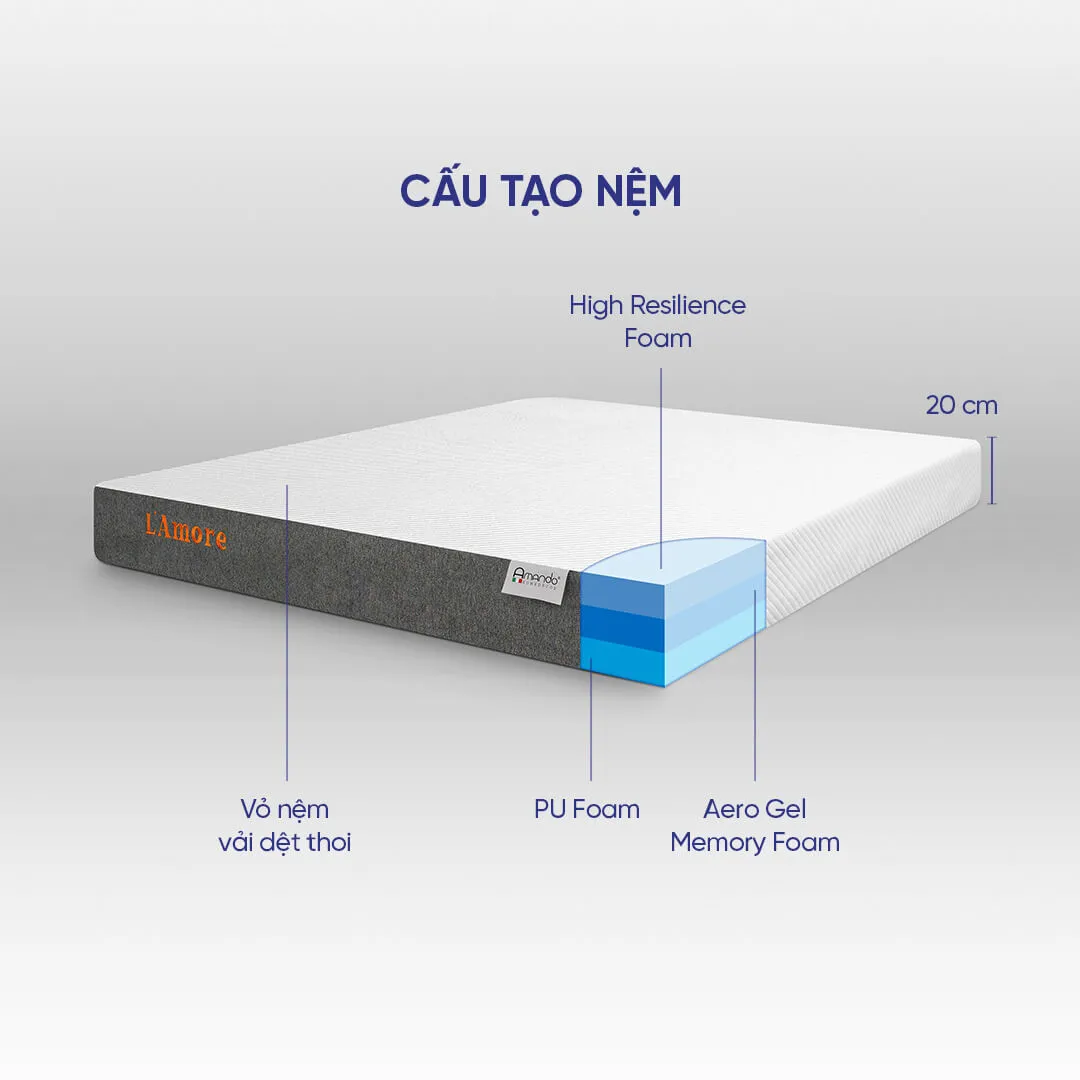 CẤU TẠO NỆM
High Resilience
Foam
20 cm
L'Amore
Amando
Vỏ nệm
vải dệt thoi
PU Foam
Aero Gel
Memory Foam